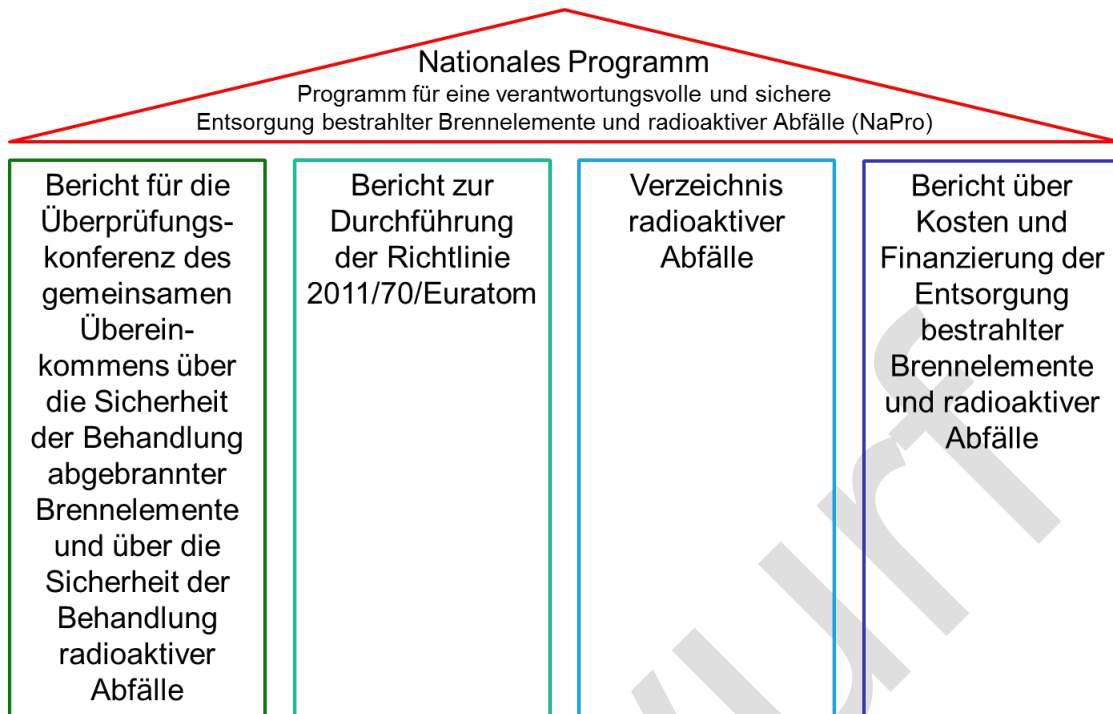 Nationales Programm
Programm für eine verantwortungsvolle und sichere
Entsorgung bestrahlter Brennelemente und radioaktiver Abfälle (NaPro)
Bericht für die
Überprüfungs-
konferenz des
gemeinsamen
Überein-
kommens über
die Sicherheit
der Behandlung
abgebrannter
Brennelemente
und über die
Sicherheit der
Behandlung
radioaktiver
Abfälle
Bericht zur
Durchführung
der Richtlinie
2011/70/Euratom
Verzeichnis
radioaktiver
Abfälle
Bericht über
Kosten und
Finanzierung der
Entsorgung
bestrahlter
Brennelemente
und radioaktiver
Abfälle